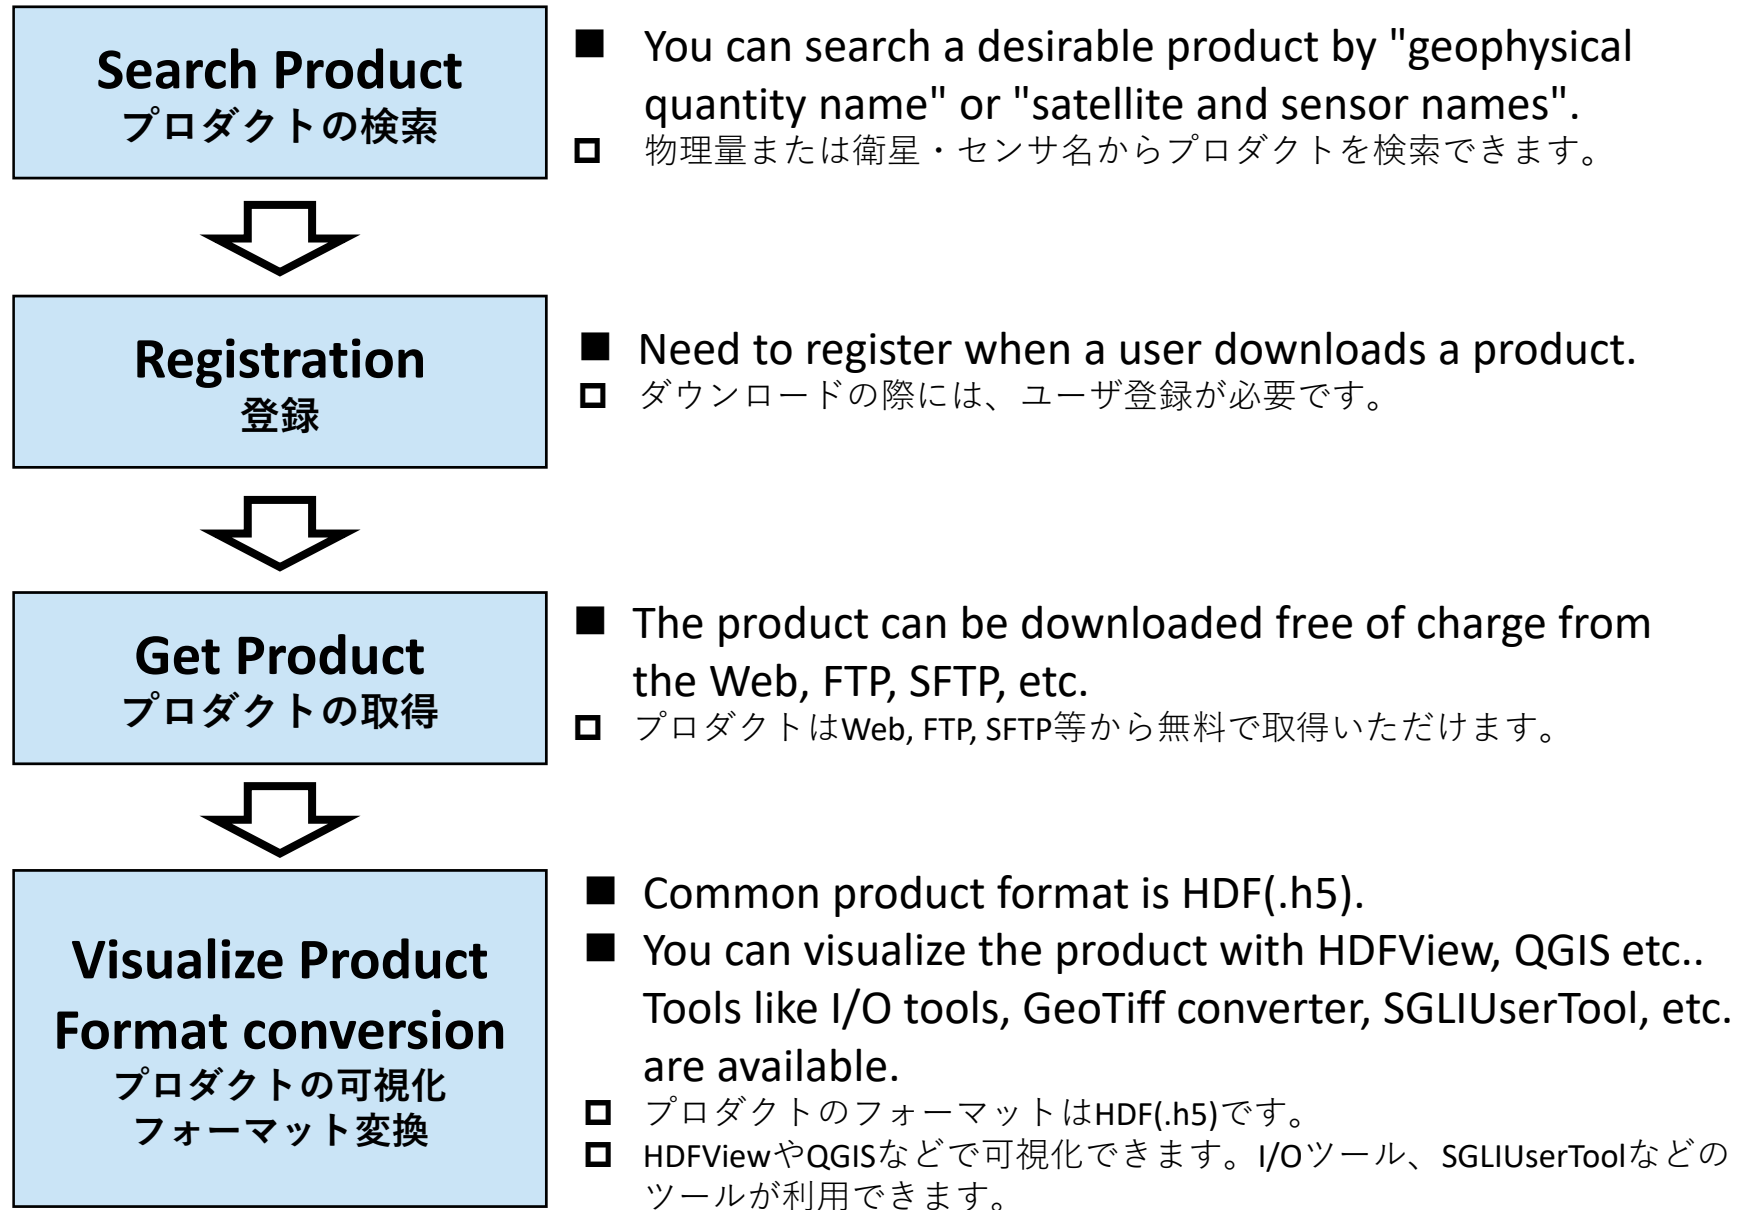 Search Product
プロダクトの検索
■ You can search a desirable product by "geophysical
quantity name" or "satellite and sensor names".
□ 物理量または衛星・センサ名からプロダクトを検索できます。
Registration
登録
■ Need to register when a user downloads a product.
□ ダウンロードの際には、ユーザ登録が必要です。
Get Product
プロダクトの取得
■ The product can be downloaded free of charge from
the Web, FTP, SFTP, etc.
□ プロダクトはWeb, FTP, SFTP等から無料で取得いただけます。
Visualize Product
Format conversion
プロダクトの可視化
フォーマット変換
■ Common product format is HDF(.h5).
■ You can visualize the product with HDFView, QGIS etc..
Tools like I/O tools, GeoTiff converter, SGLIUserTool, etc.
are available.
□ プロダクトのフォーマットはHDF(.h5)です。
□ HDFViewやQGISなどで可視化できます。I/Oツール、SGLIUserToolなどの
ツールが利用できます。